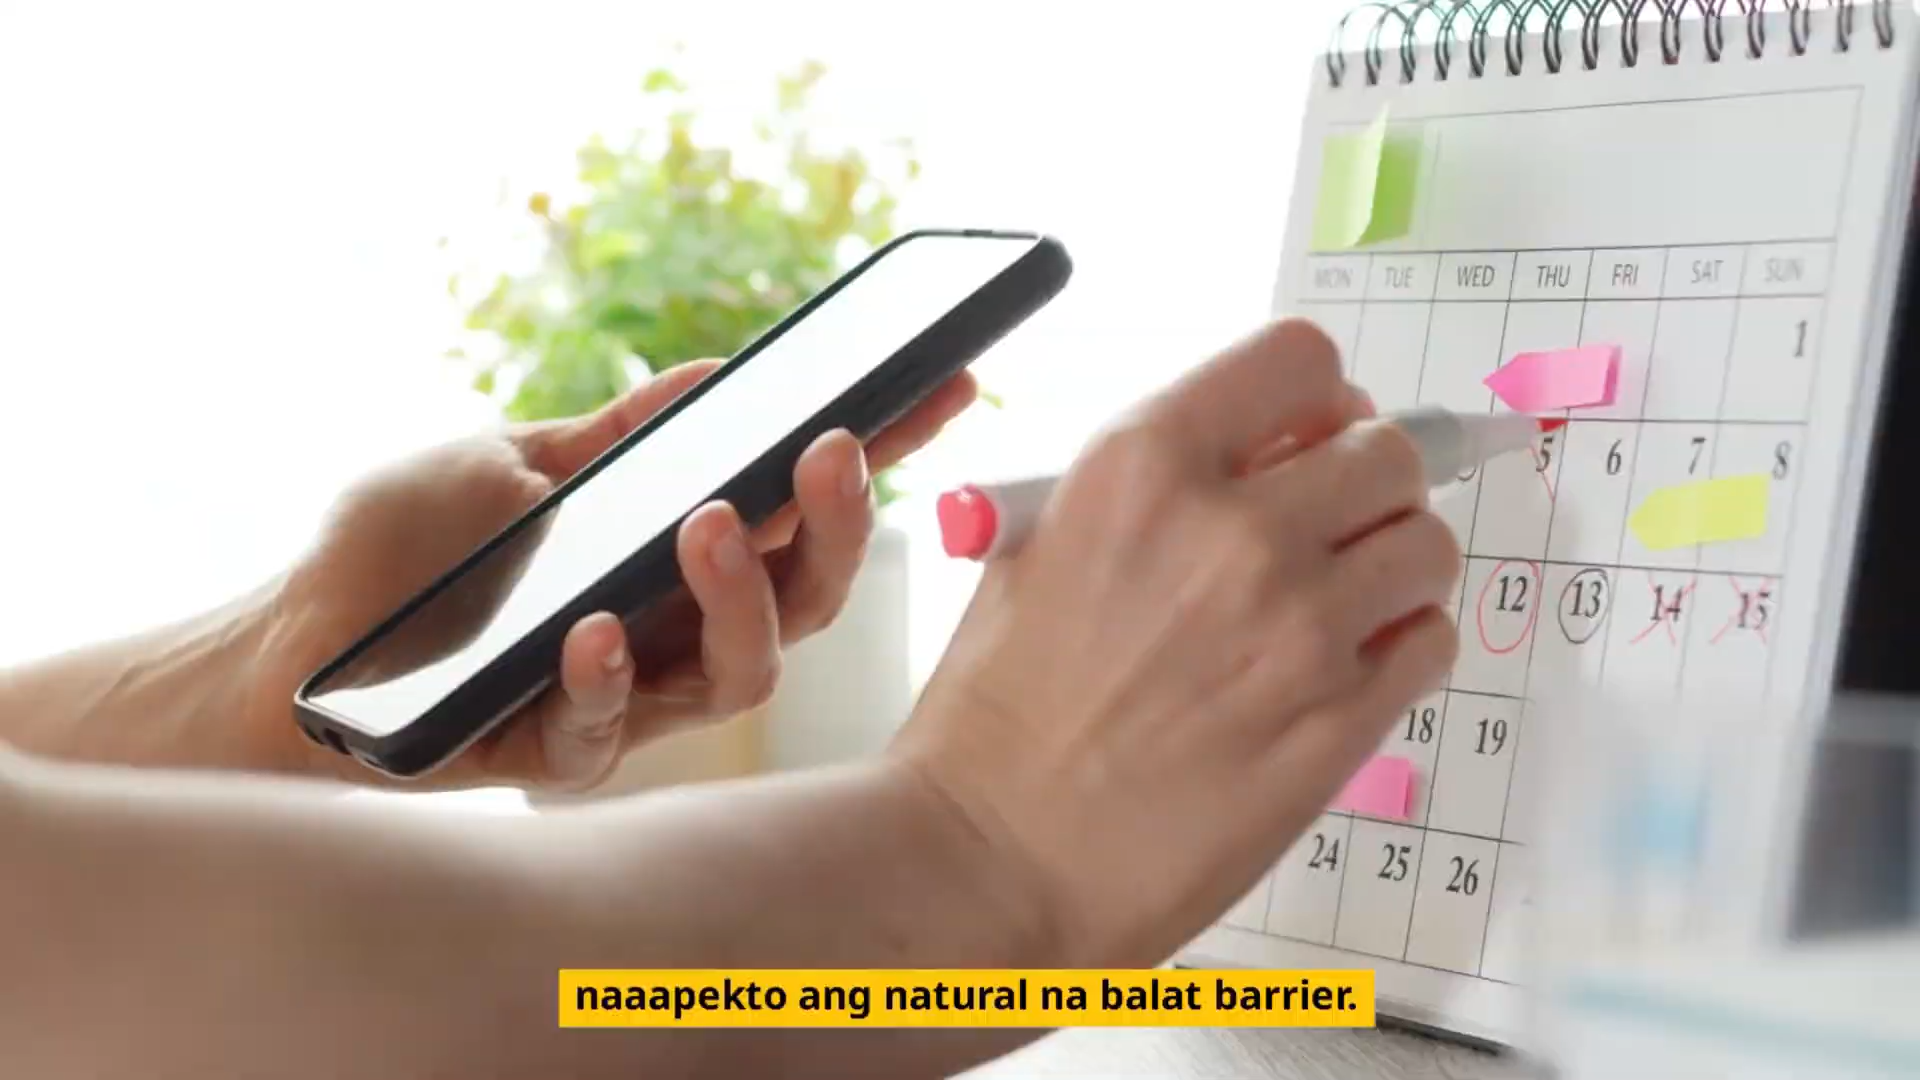 MON TUE WED THU FRI SAT SUN
1
5 6 7 8
12 13 14 15
18 19
24 25 26
naaapekto ang natural na balat barrier.